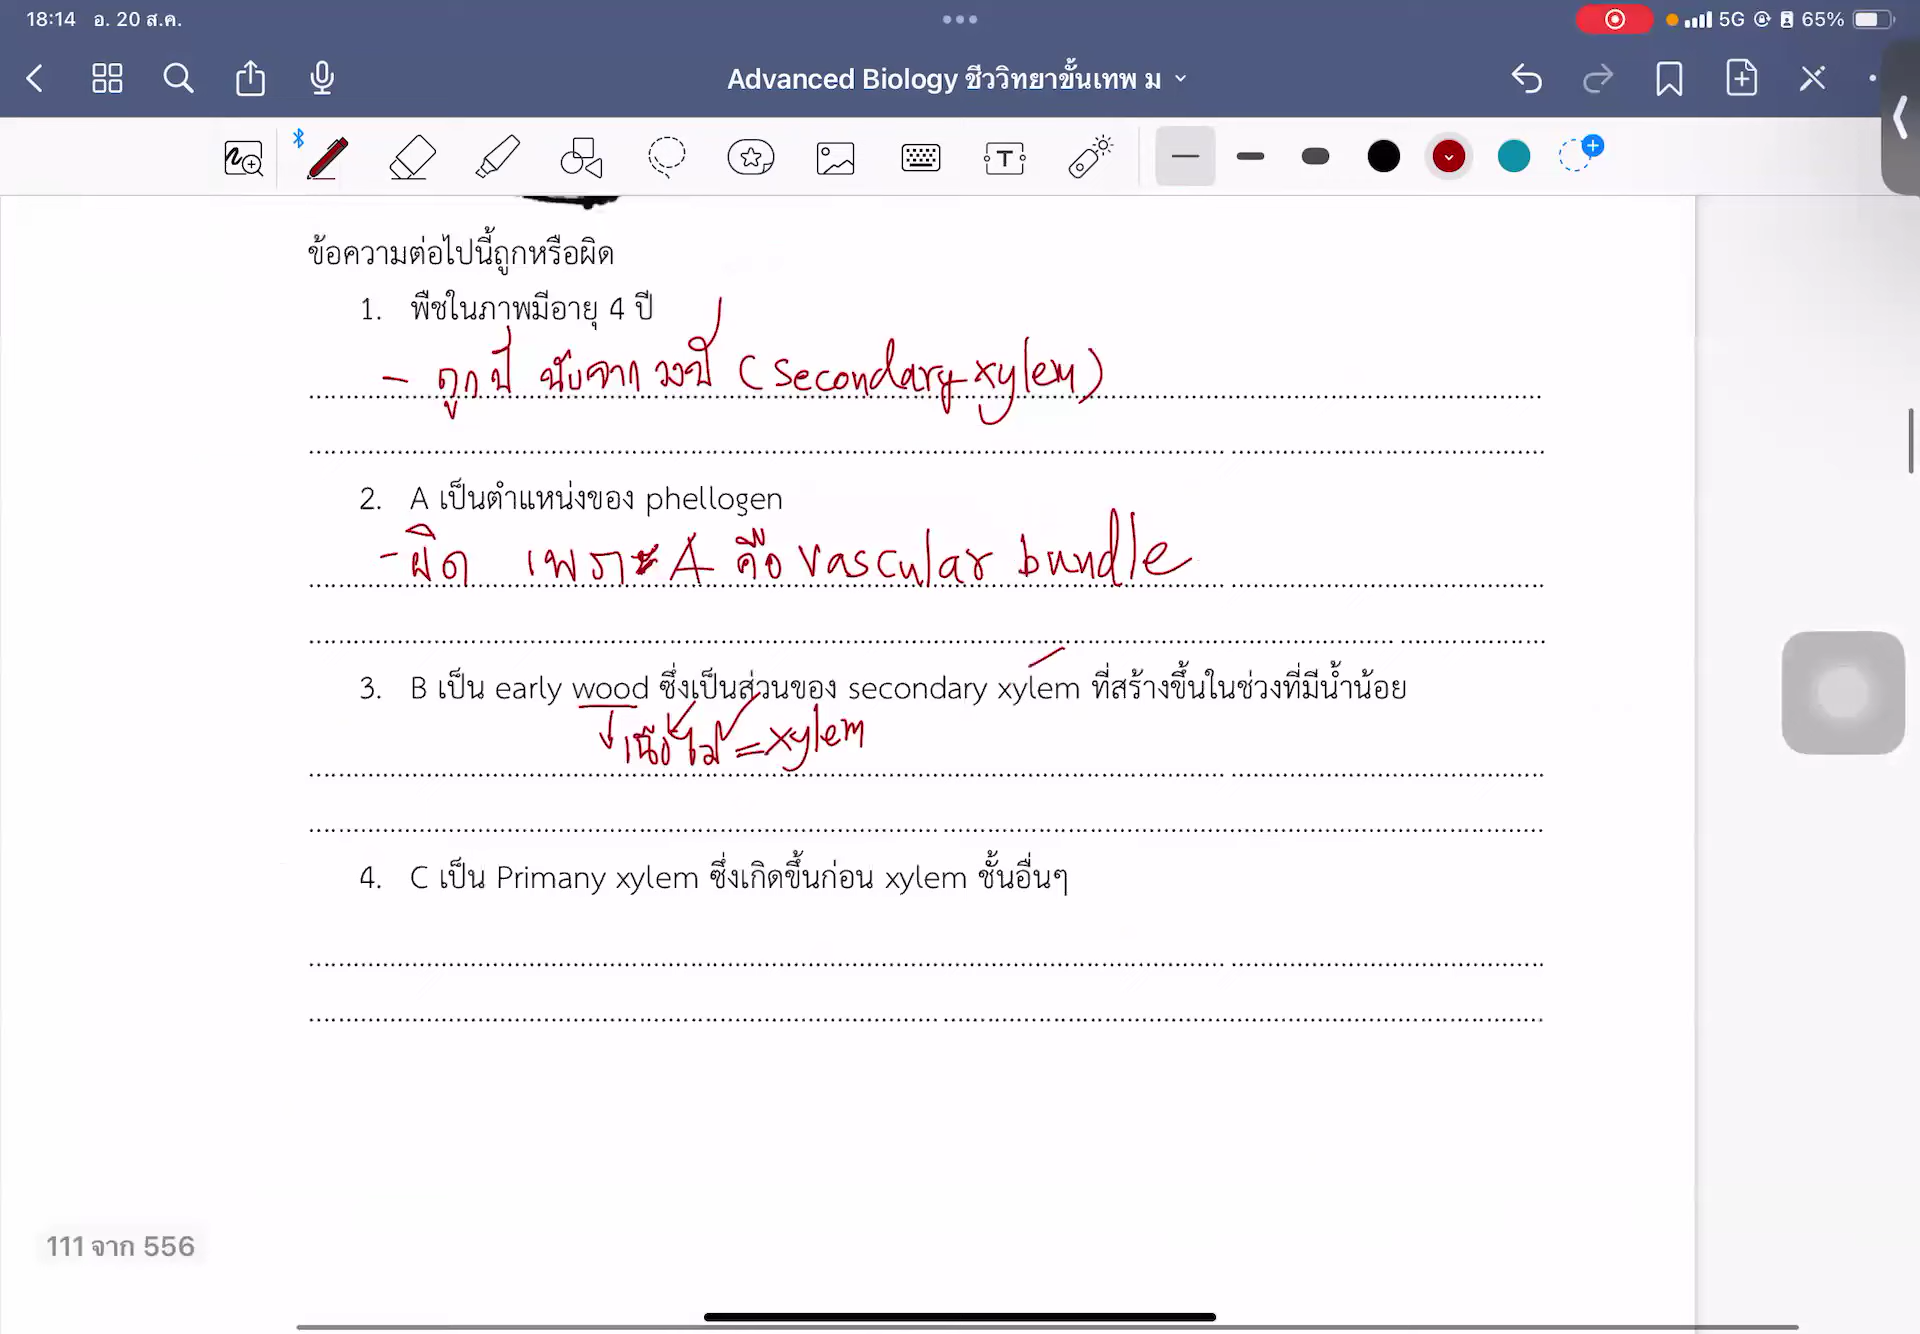 18:14 อ. 20 ส.ค.
5G 65%
Advanced Biology ชีววิทยาขั้นเทพ ม
T
ข้อความต่อไปนี้ถูกหรือผิด
1. พืชในภาพมีอายุ 4 ปี
- ถูก ปี นับจาก วงปี (secondary xylem)
2. A เป็นตำแหน่งของ phellogen
- ผิด เพราะ A คือ vascular bundle
3. B เป็น early wood ซึ่งเป็นส่วนของ secondary xylem ที่สร้างขึ้นในช่วงที่มีน้ำน้อย
เนื้อไม้ = xylem
4. C เป็น Primany xylem ซึ่งเกิดขึ้นก่อน xylem ชั้นอื่นๆ
111 จาก 556